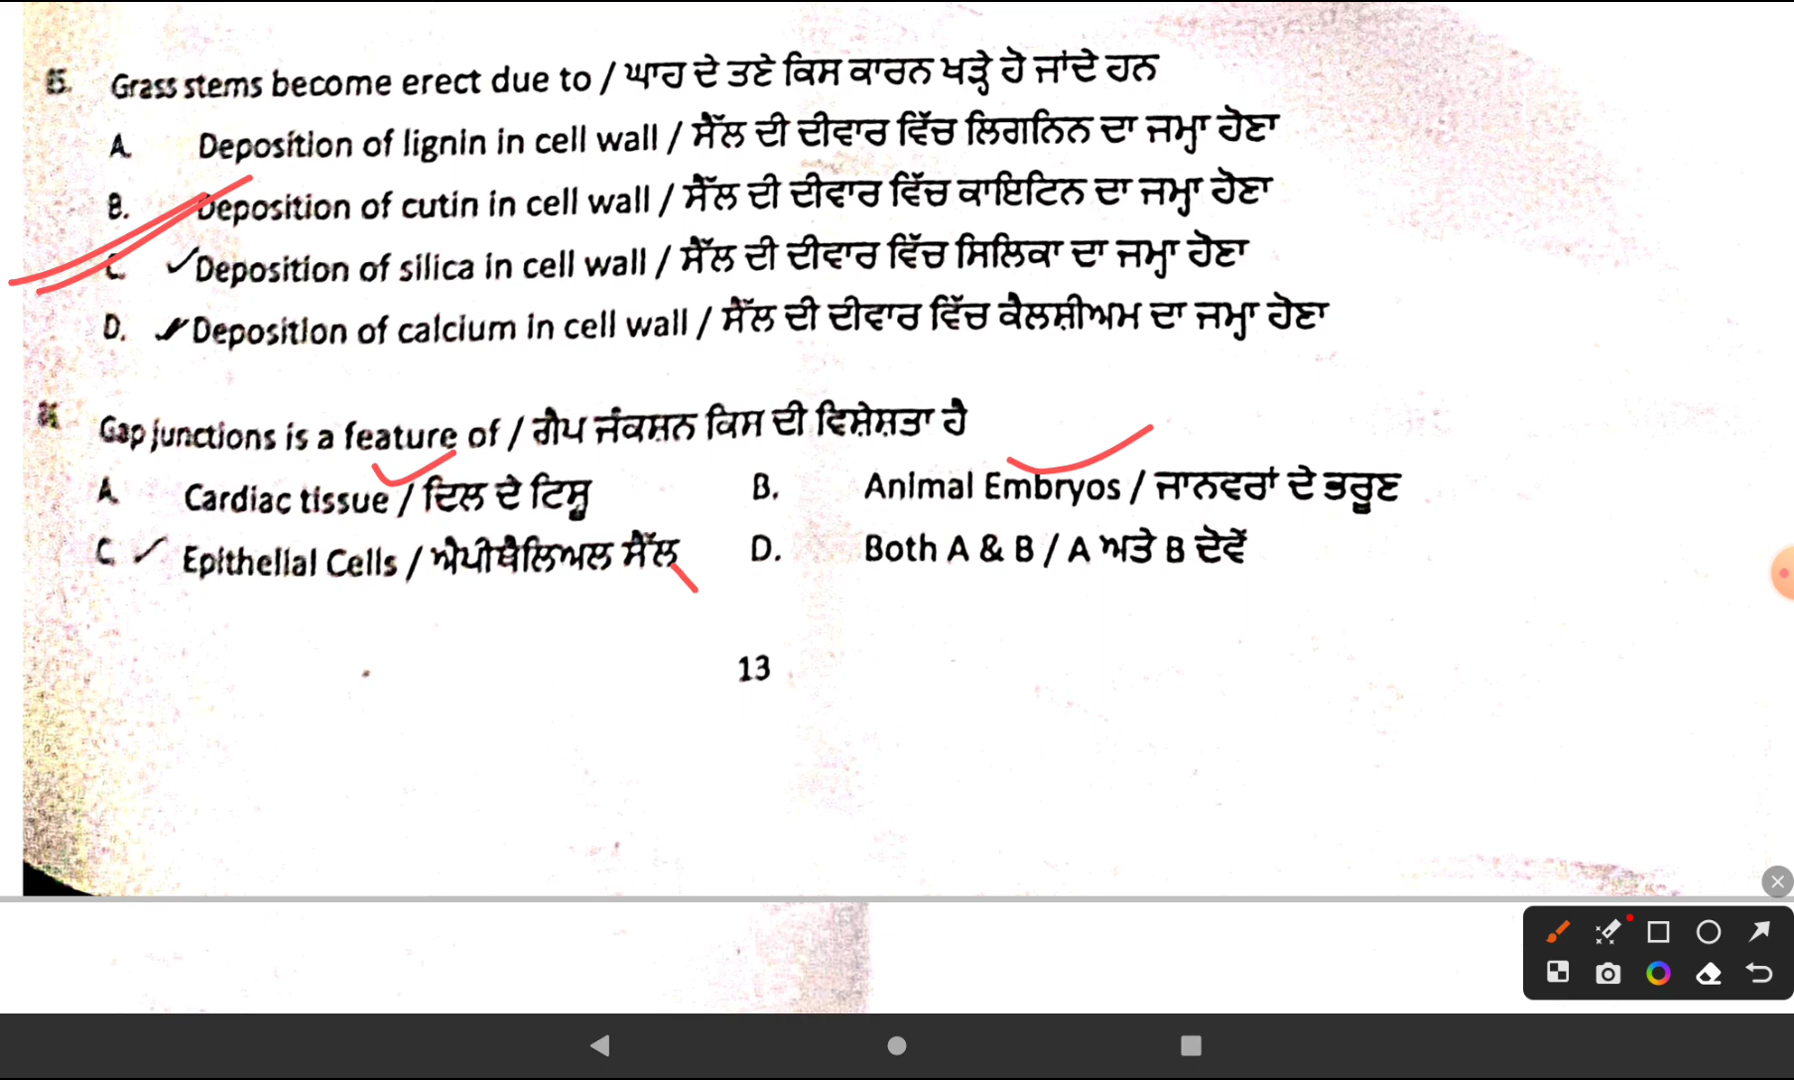 15. Grass stems become erect due to / ਘਾਹ ਦੇ ਤਣੇ ਕਿਸ ਕਾਰਨ ਖੜ੍ਹੇ ਹੋ ਜਾਂਦੇ ਹਨ
A. Deposition of lignin in cell wall / ਸੈੱਲ ਦੀ ਦੀਵਾਰ ਵਿੱਚ ਲਿਗਨਿਨ ਦਾ ਜਮ੍ਹਾ ਹੋਣਾ
B. Deposition of cutin in cell wall / ਸੈੱਲ ਦੀ ਦੀਵਾਰ ਵਿੱਚ ਕਾਇਟਿਨ ਦਾ ਜਮ੍ਹਾ ਹੋਣਾ
C. Deposition of silica in cell wall / ਸੈੱਲ ਦੀ ਦੀਵਾਰ ਵਿੱਚ ਸਿਲਿਕਾ ਦਾ ਜਮ੍ਹਾ ਹੋਣਾ
D. Deposition of calcium in cell wall / ਸੈੱਲ ਦੀ ਦੀਵਾਰ ਵਿੱਚ ਕੈਲਸ਼ੀਅਮ ਦਾ ਜਮ੍ਹਾ ਹੋਣਾ
Gap junctions is a feature of / ਗੈਪ ਜੰਕਸ਼ਨ ਕਿਸ ਦੀ ਵਿਸ਼ੇਸ਼ਤਾ ਹੈ
A Cardiac tissue / ਦਿਲ ਦੇ ਟਿਸ਼ੂ B. Animal Embryos / ਜਾਨਵਰਾਂ ਦੇ ਭਰੂਣ
C Epithelial Cells / ਐਪੀਥੈਲਿਅਲ ਸੈੱਲ D. Both A & B / A ਅਤੇ B ਦੋਵੇਂ
13